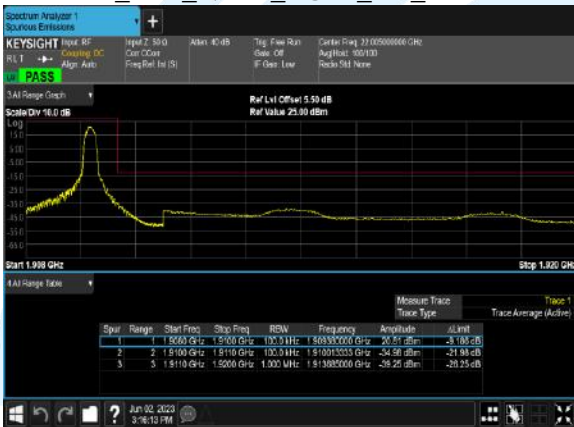 Spectrum Analyzer 1
Spurious Emissions
+
KEYSIGHT Input: RF Input Z: 50 Ω Atten: 40 dB Trig: Free Run Center Freq: 22.005000000 GHz
RLT Coupling: DC Corr CCorr Gate: Off Avg|Hold: 100/100
Align: Auto Freq Ref: Int (S) IF Gain: Low Radio Std: None
PASS
3.All Range Graph
Ref Lvl Offset 5.50 dB
Scale/Div 10.0 dB Ref Value 25.00 dBm
Log
15.0
5.00
-5.00
-15.0
-25.0
-35.0
-45.0
-55.0
-65.0
Start 1.908 GHz Stop 1.920 GHz
4.All Range Table
Measure Trace Trace 1
Trace Type Trace Average (Active)
Spur Range Start Freq Stop Freq RBW Frequency Amplitude ΔLimit
1 1 1.9080 GHz 1.9100 GHz 100.0 kHz 1.909380000 GHz 20.81 dBm -9.186 dB
2 2 1.9100 GHz 1.9110 GHz 100.0 kHz 1.910013333 GHz -34.98 dBm -21.98 dB
3 3 1.9110 GHz 1.9200 GHz 1.000 MHz 1.913885000 GHz -39.25 dBm -26.25 dB
? Jun 02, 2023
3:16:13 PM